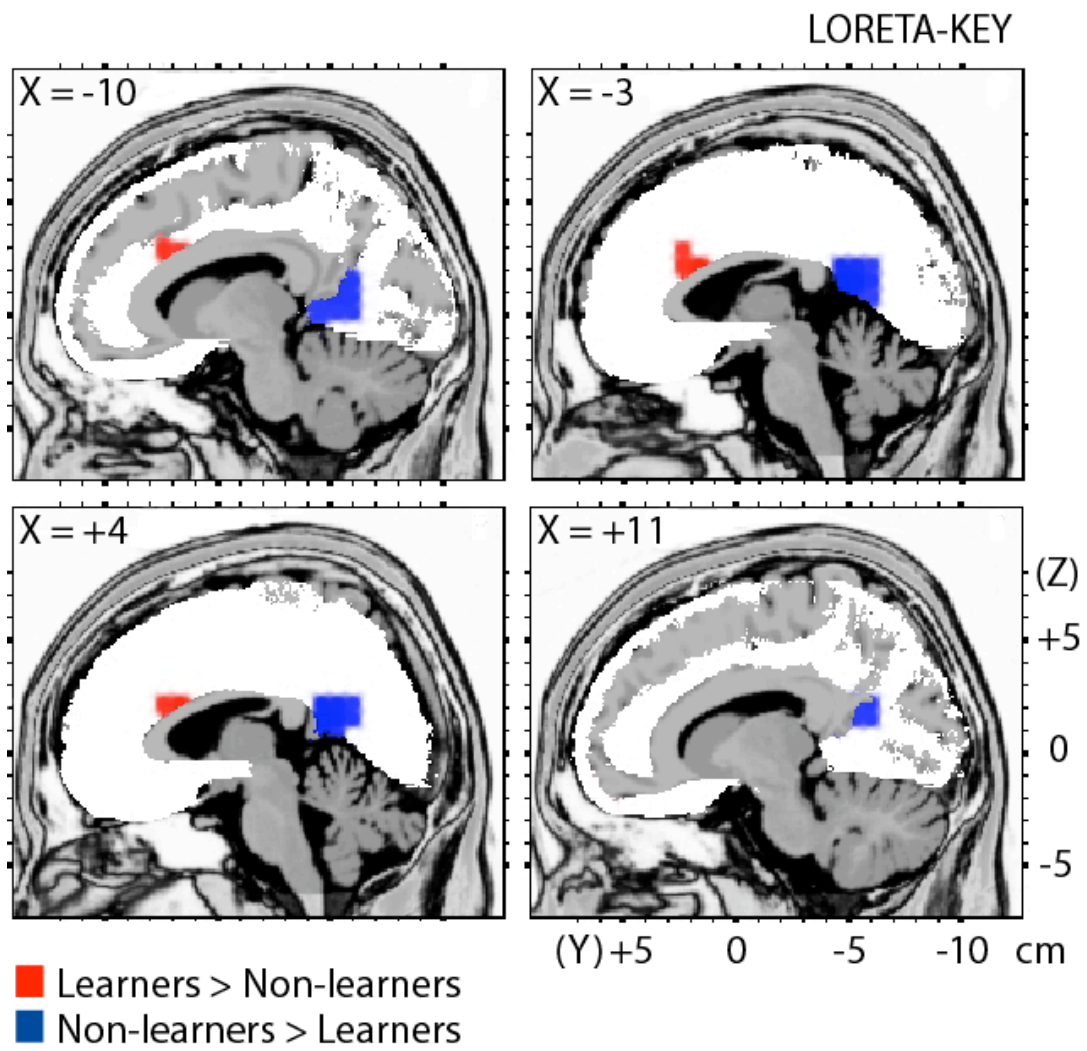 LORETA-KEY
X = -10
X = -3
X = +4
X = +11
(Z)
+5
0
-5
(Y) +5 0 -5 -10 cm
Learners > Non-learners
Non-learners > Learners